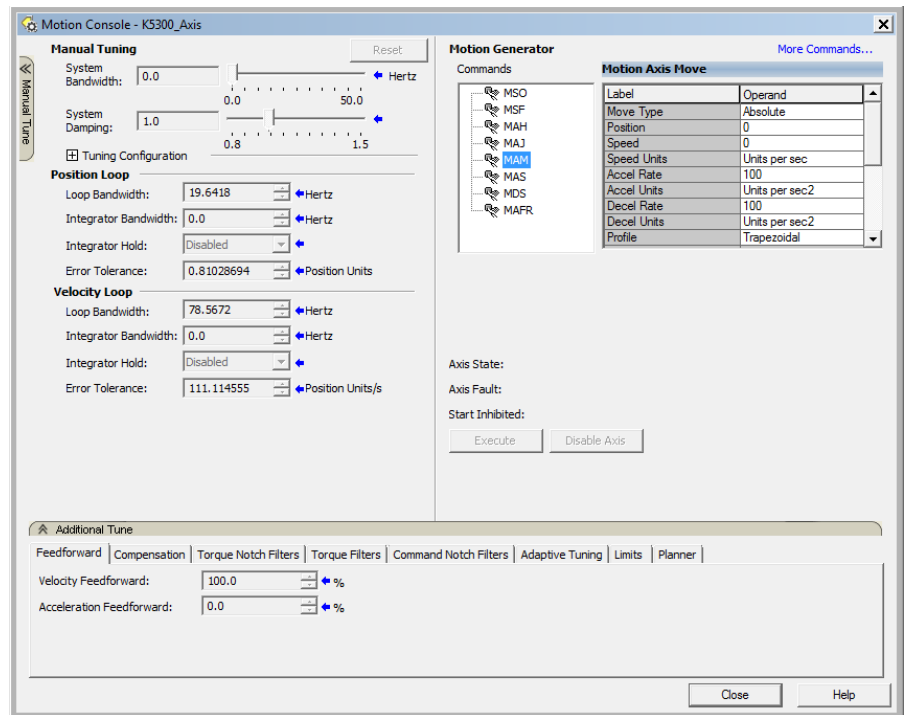 Motion Console - K5300_Axis
Manual Tune
Manual Tuning
Reset
System
Bandwidth:
0.0
Hertz
0.0 50.0
System
Damping:
1.0
0.8 1.5
Tuning Configuration
Position Loop
Loop Bandwidth: 19.6418 Hertz
Integrator Bandwidth: 0.0 Hertz
Integrator Hold: Disabled
Error Tolerance: 0.81028694 Position Units
Velocity Loop
Loop Bandwidth: 78.5672 Hertz
Integrator Bandwidth: 0.0 Hertz
Integrator Hold: Disabled
Error Tolerance: 111.114555 Position Units/s
Motion Generator
More Commands...
Commands
MSO
MSF
MAH
MAJ
MAM
MAS
MDS
MAFR
Motion Axis Move
Label Operand
Move Type Absolute
Position 0
Speed 0
Speed Units Units per sec
Accel Rate 100
Accel Units Units per sec2
Decel Rate 100
Decel Units Units per sec2
Profile Trapezoidal
Axis State:
Axis Fault:
Start Inhibited:
Execute Disable Axis
Additional Tune
Feedforward Compensation Torque Notch Filters Torque Filters Command Notch Filters Adaptive Tuning Limits Planner
Velocity Feedforward: 100.0 %
Acceleration Feedforward: 0.0 %
Close Help